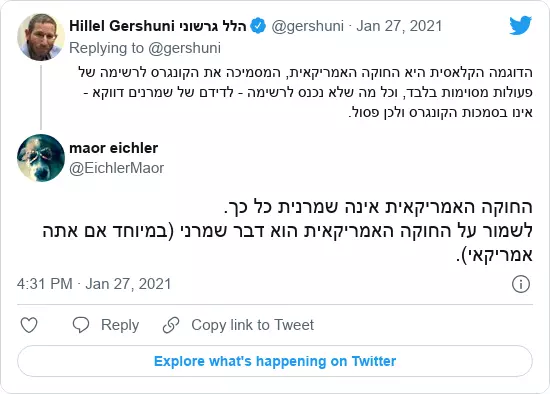 Hillel Gershuni הלל גרשוני @gershuni · Jan 27, 2021
Replying to @gershuni
הדוגמה הקלאסית היא החוקה האמריקאית, המסמיכה את הקונגרס לרשימה של
פעולות מסוימות בלבד, וכל מה שלא נכנס לרשימה - לדידם של שמרנים דווקא -
אינו בסמכות הקונגרס ולכן פסול.
maor eichler
@EichlerMaor
החוקה האמריקאית אינה שמרנית כל כך.
לשמור על החוקה האמריקאית הוא דבר שמרני (במיוחד אם אתה
אמריקאי).
4:31 PM · Jan 27, 2021
Reply
Copy link to Tweet
Explore what's happening on Twitter